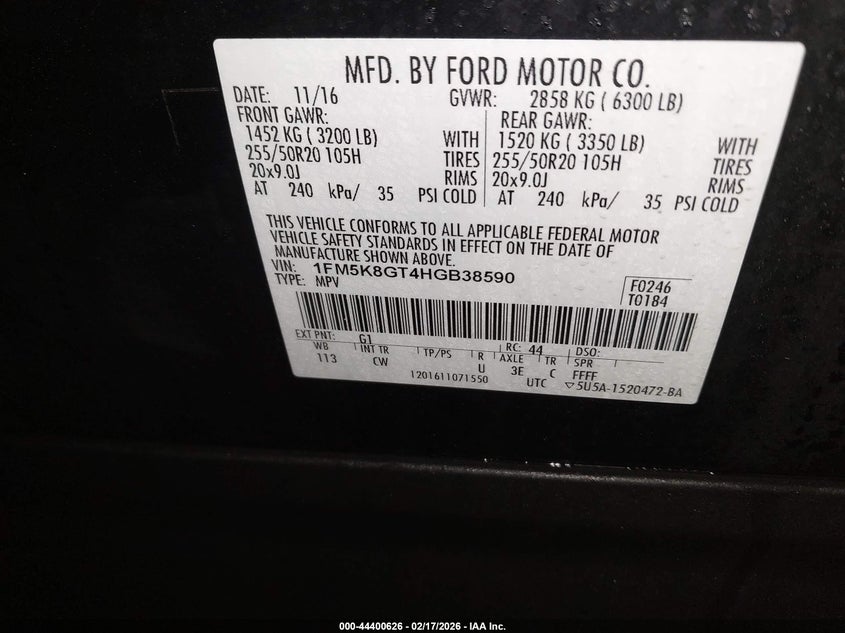 MFD. BY FORD MOTOR CO.
DATE: 11/16 GVWR: 2858 KG ( 6300 LB)
FRONT GAWR: REAR GAWR:
1452 KG ( 3200 LB) WITH 1520 KG ( 3350 LB) WITH
255/50R20 105H TIRES 255/50R20 105H TIRES
20x9.0J RIMS 20x9.0J RIMS
AT 240 kPa/ 35 PSI COLD AT 240 kPa/ 35 PSI COLD
THIS VEHICLE CONFORMS TO ALL APPLICABLE FEDERAL MOTOR
VEHICLE SAFETY STANDARDS IN EFFECT ON THE DATE OF
MANUFACTURE SHOWN ABOVE.
VIN: 1FM5K8GT4HGB38590
TYPE: MPV
F0246
T0184
EXT PNT: G1 RC: 44 DSO:
WB INT TR TP/PS R AXLE TR SPR
113 CW U 3E C FFFF
1201611071550 UTC ▽5U5A-1520472-BA
000-44400626 - 02/17/2026 - IAA Inc.